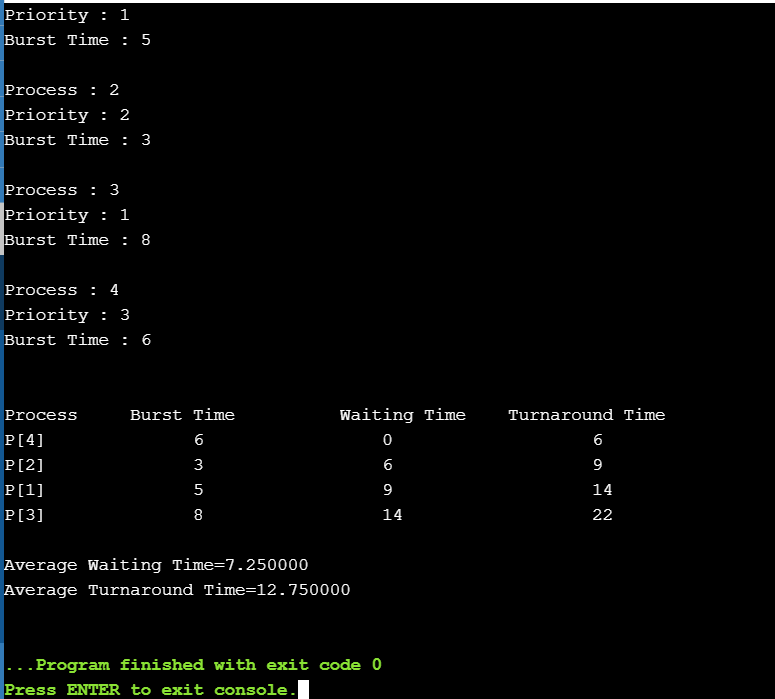 Priority : 1
Burst Time : 5
Process : 2
Priority : 2
Burst Time : 3
Process : 3
Priority : 1
Burst Time : 8
Process : 4
Priority : 3
Burst Time : 6
Process Burst Time Waiting Time Turnaround Time
P[4] 6 0 6
P[2] 3 6 9
P[1] 5 9 14
P[3] 8 14 22
Average Waiting Time=7.250000
Average Turnaround Time=12.750000
...Program finished with exit code 0
Press ENTER to exit console.